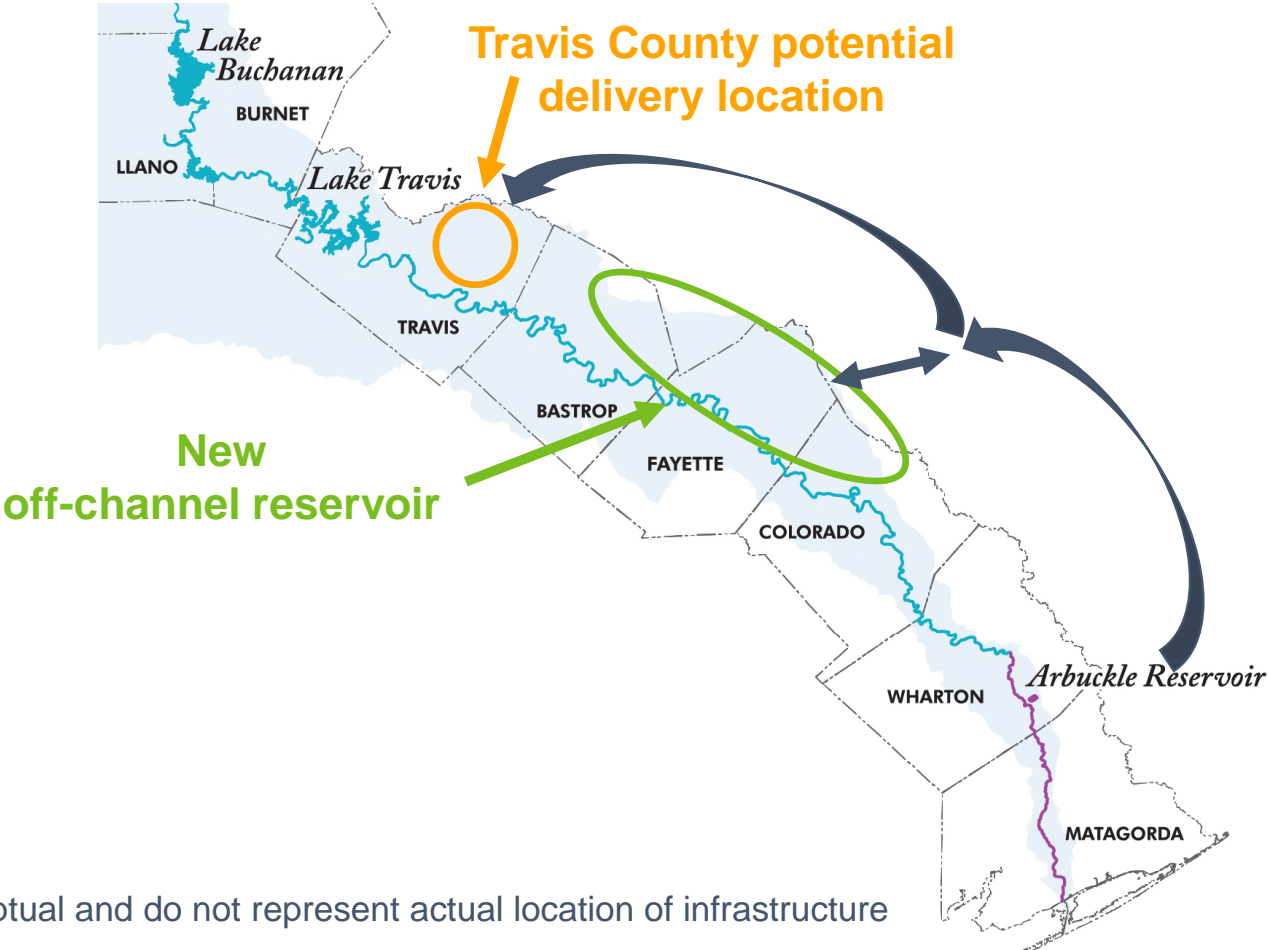 Travis County potential
delivery location
Lake
Buchanan
BURNET
LLANO
Lake Travis
TRAVIS
BASTROP
New
off-channel reservoir
FAYETTE
COLORADO
Arbuckle Reservoir
WHARTON
MATAGORDA
and do not represent actual location of infrastructure